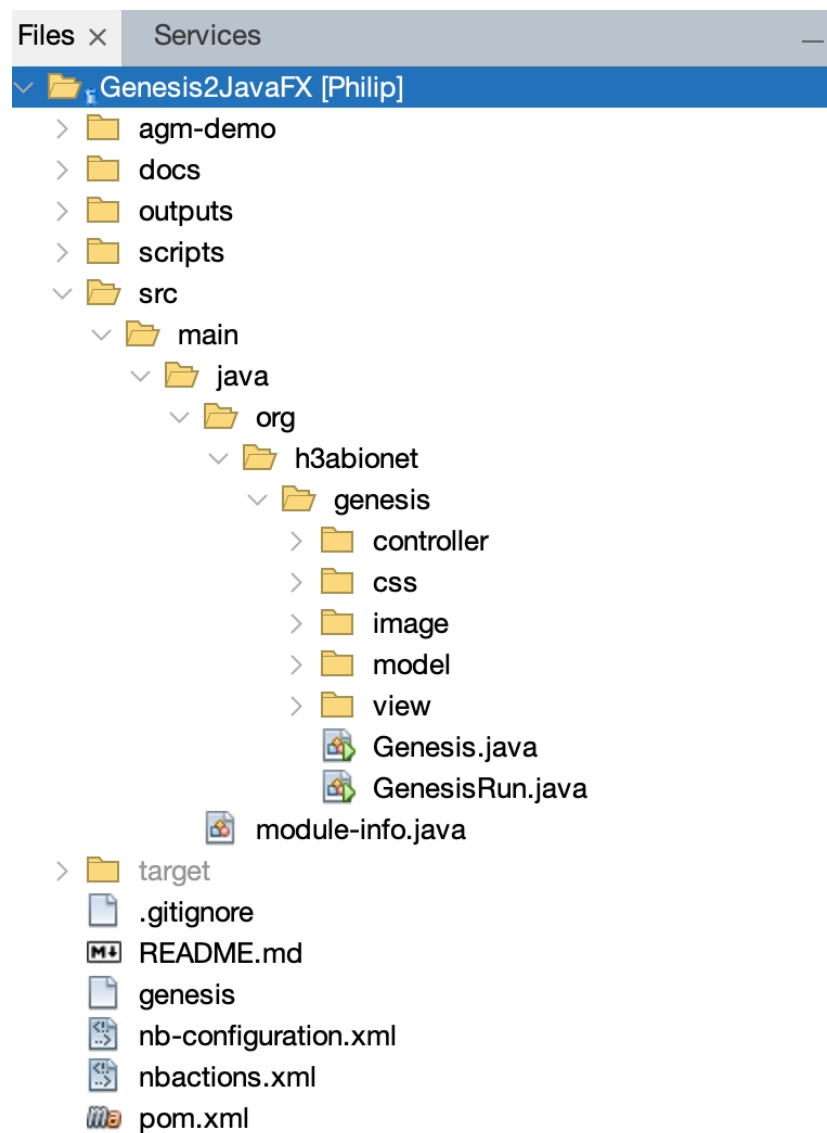 Files × Services
Genesis2JavaFX [Philip]
agm-demo
docs
outputs
scripts
src
main
java
org
h3abionet
genesis
controller
css
image
model
view
Genesis.java
GenesisRun.java
module-info.java
target
.gitignore
README.md
genesis
nb-configuration.xml
nbactions.xml
pom.xml